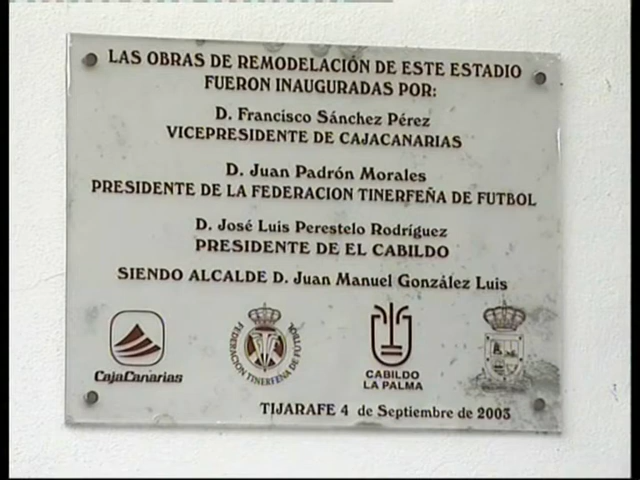 LAS OBRAS DE REMODELACIÓN DE ESTE ESTADIO
FUERON INAUGURADAS POR:
D. Francisco Sánchez Pérez
VICEPRESIDENTE DE CAJACANARIAS
D. Juan Padrón Morales
PRESIDENTE DE LA FEDERACION TINERFEÑA DE FUTBOL
D. José Luis Perestelo Rodríguez
PRESIDENTE DE EL CABILDO
SIENDO ALCALDE D. Juan Manuel González Luis
CajaCanarias
FEDERACIÓN TINERFEÑA DE FUTBOL
CABILDO
LA PALMA
TIJARAFE 4 de Septiembre de 2003